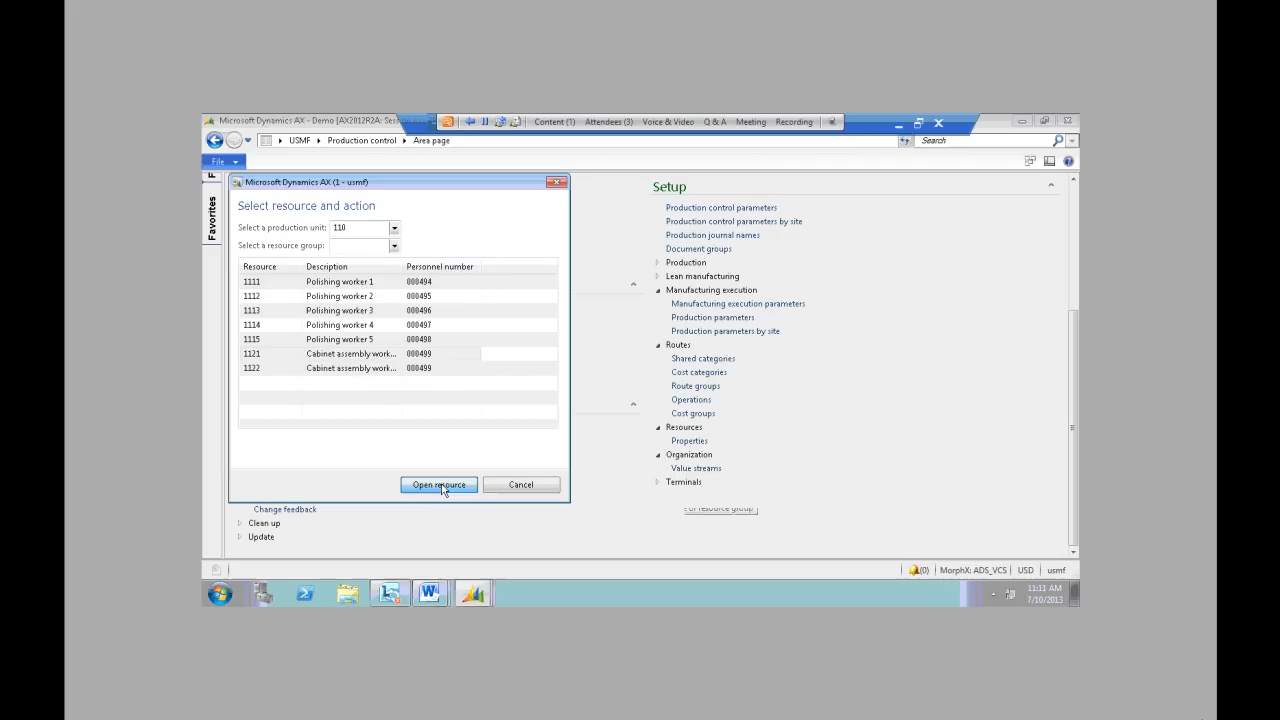 Microsoft Dynamics AX - Demo [AX2012R2A: Ses
Content (1) Attendees (3) Voice & Video Q & A Meeting Recording
USMF Production control Area page
Search
File
Favorites
Microsoft Dynamics AX (1 - usmf)
Select resource and action
Select a production unit: 110
Select a resource group:
Resource Description Personnel number
1111 Polishing worker 1 000494
1112 Polishing worker 2 000495
1113 Polishing worker 3 000496
1114 Polishing worker 4 000497
1115 Polishing worker 5 000498
1121 Cabinet assembly work... 000499
1122 Cabinet assembly work... 000499
Open resource Cancel
Change feedback
Clean up
Update
Setup
Production control parameters
Production control parameters by site
Production journal names
Document groups
Production
Lean manufacturing
Manufacturing execution
Manufacturing execution parameters
Production parameters
Production parameters by site
Routes
Shared categories
Cost categories
Route groups
Operations
Cost groups
Resources
Properties
Organization
Value streams
Terminals
For resource group
(0) MorphX: ADS_VCS USD usmf
11:11 AM
7/10/2013